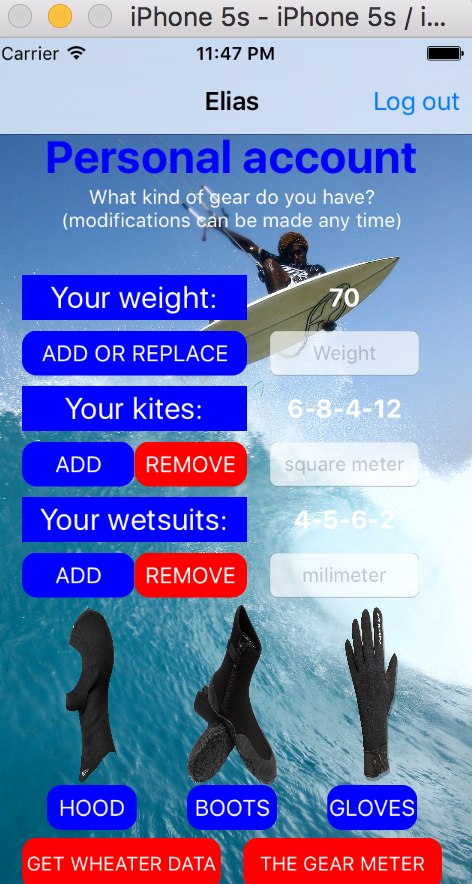 iPhone 5s - iPhone 5s / i...
Carrier 11:47 PM
Elias Log out
Personal account
What kind of gear do you have?
(modifications can be made any time)
Your weight: 70
ADD OR REPLACE Weight
Your kites: 6-8-4-12
ADD REMOVE square meter
Your wetsuits: 4-5-6-2
ADD REMOVE milimeter
HOOD BOOTS GLOVES
GET WHEATER DATA THE GEAR METER